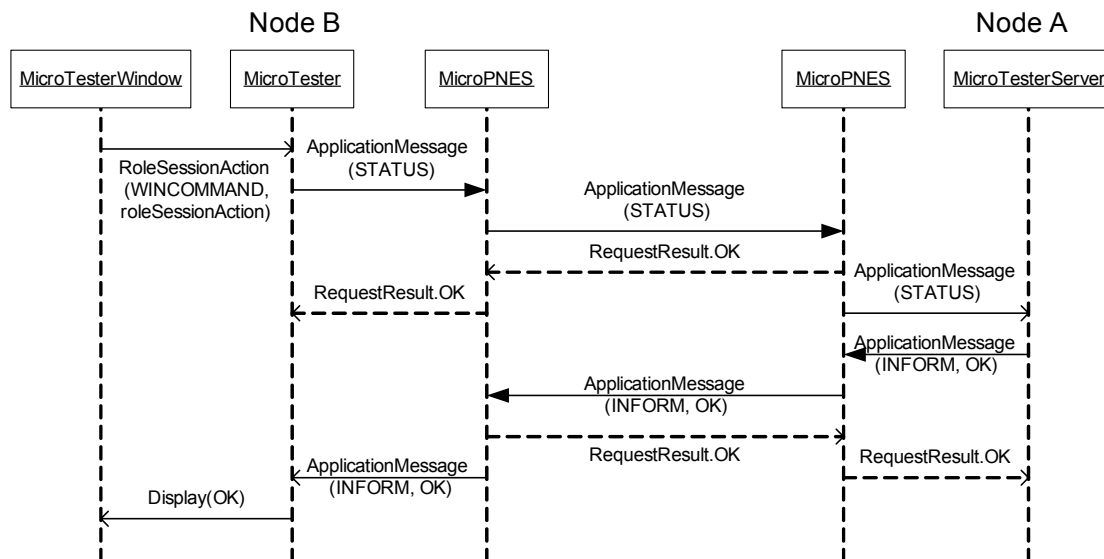 Node B
Node A
MicroTesterWindow
MicroTester
MicroPNES
MicroPNES
MicroTesterServer
RoleSessionAction
(WINCOMMAND,
roleSessionAction)
ApplicationMessage
(STATUS)
ApplicationMessage
(STATUS)
RequestResult.OK
RequestResult.OK
ApplicationMessage
(STATUS)
ApplicationMessage
(INFORM, OK)
ApplicationMessage
(INFORM, OK)
RequestResult.OK
RequestResult.OK
ApplicationMessage
(INFORM, OK)
Display(OK)